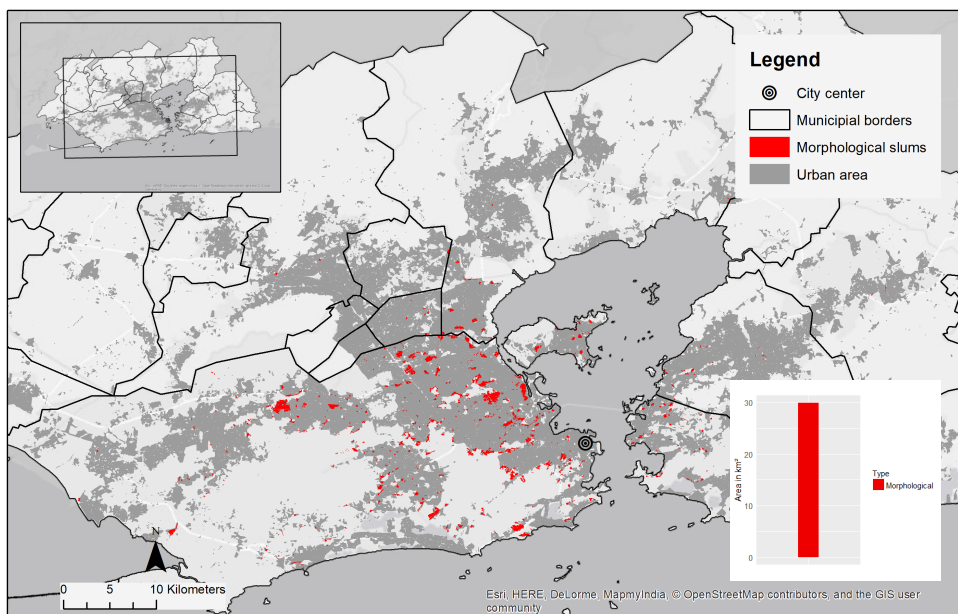 Legend
City center
Municipial borders
Morphological slums
Urban area
30
20
10
0
Area in km²
Type
Morphological
N
0 5 10 Kilometers
Esri, HERE, DeLorme, MapmyIndia, © OpenStreetMap contributors, and the GIS user
community